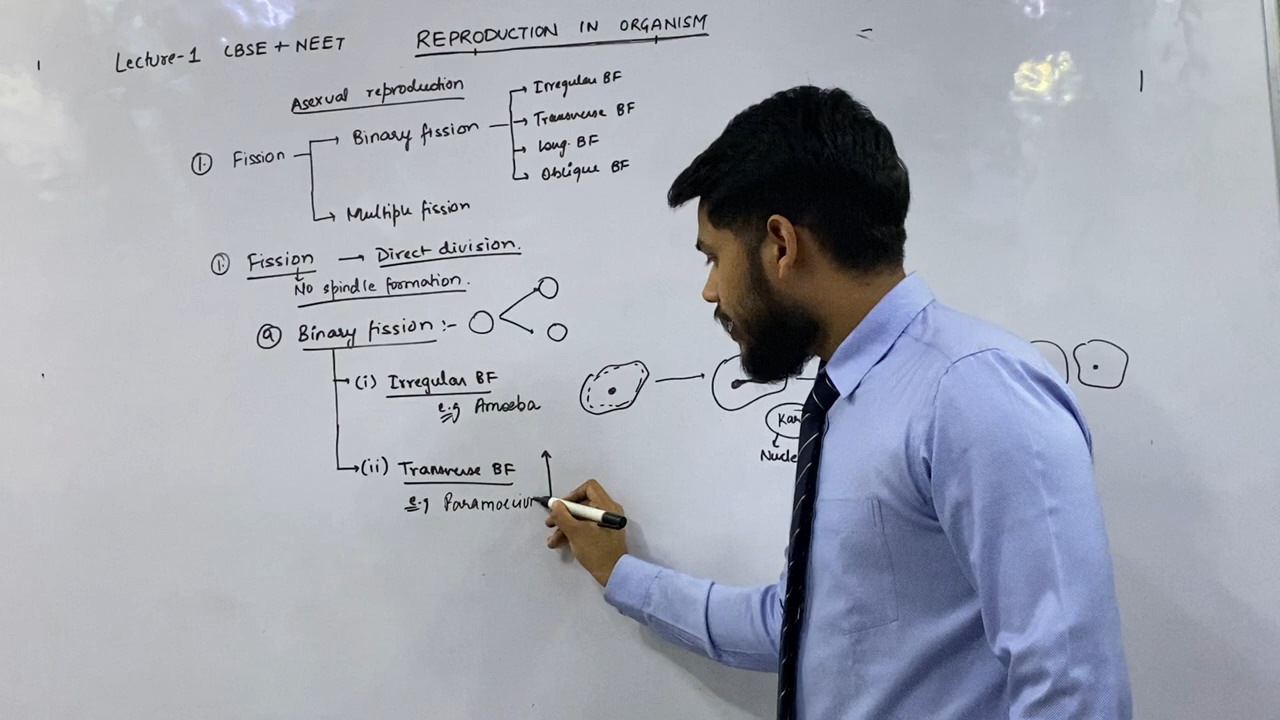 REPRODUCTION IN ORGANISM
Lecture-1 CBSE + NEET
Asexual reproduction
① Fission
Binary fission
Irregular BF
Transverse BF
Long. BF
Oblique BF
Multiple fission
① Fission → Direct division.
No spindle formation.
ⓐ Binary fission :-
(i) Irregular BF
e.g Amoeba
Kar
Nucle
(ii) Transverse BF
e.g Paramoecium